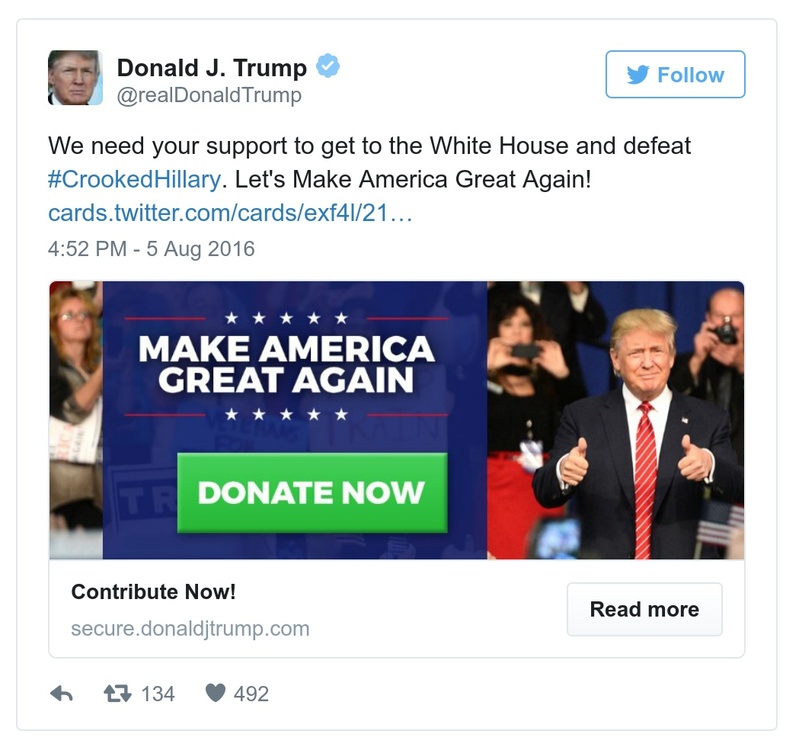 Donald J. Trump
@realDonaldTrump
Follow
We need your support to get to the White House and defeat
#CrookedHillary. Let's Make America Great Again!
cards.twitter.com/cards/exf4l/21…
4:52 PM - 5 Aug 2016
MAKE AMERICA
GREAT AGAIN
DONATE NOW
Contribute Now!
secure.donaldjtrump.com
Read more
134
492